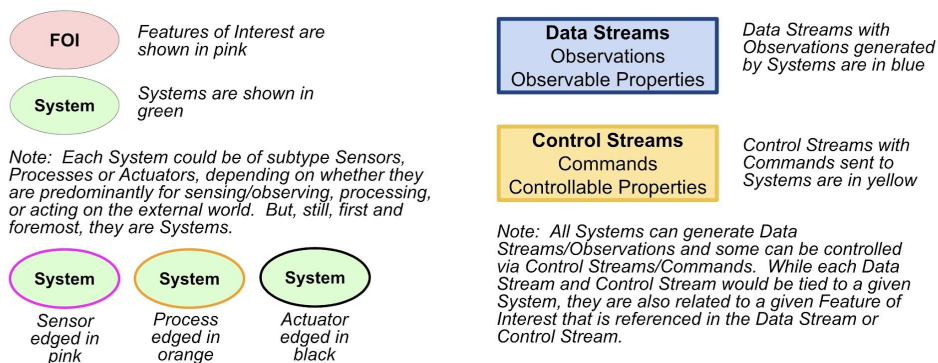 FOI
Features of Interest are
shown in pink
System
Systems are shown in
green
Note:  Each System could be of subtype Sensors,
Processes or Actuators, depending on whether they
are predominantly for sensing/observing, processing,
or acting on the external world.  But, still, first and
foremost, they are Systems.
System
System
System
Sensor
edged in
pink
Process
edged in
orange
Actuator
edged in
black
Data Streams
Observations
Observable Properties
Data Streams with
Observations generated
by Systems are in blue
Control Streams
Commands
Controllable Properties
Control Streams with
Commands sent to
Systems are in yellow
Note:  All Systems can generate Data
Streams/Observations and some can be controlled
via Control Streams/Commands.  While each Data
Stream and Control Stream would be tied to a given
System, they are also related to a given Feature of
Interest that is referenced in the Data Stream or
Control Stream.